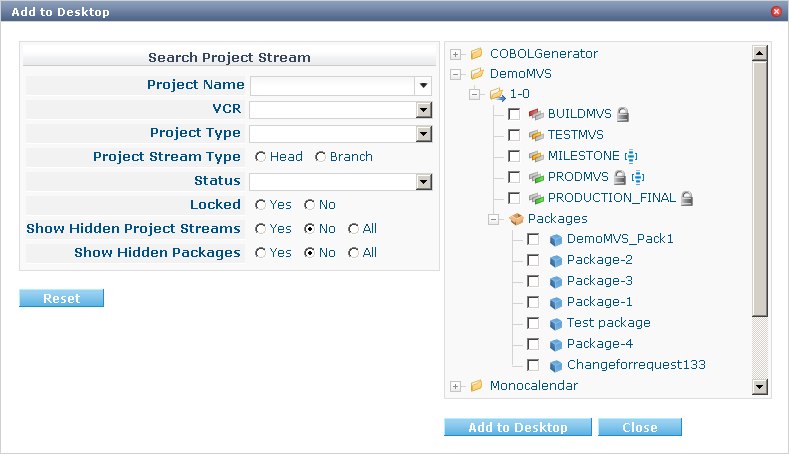 Add to Desktop
Search Project Stream
Project Name
VCR
Project Type
Project Stream Type Head Branch
Status
Locked Yes No
Show Hidden Project Streams Yes No All
Show Hidden Packages Yes No All
Reset
COBOLGenerator
DemoMVS
1-0
BUILDMVS
TESTMVS
MILESTONE
PRODMVS
PRODUCTION_FINAL
Packages
DemoMVS_Pack1
Package-2
Package-3
Package-1
Test package
Package-4
Changeforrequest133
Monocalendar
Add to Desktop Close